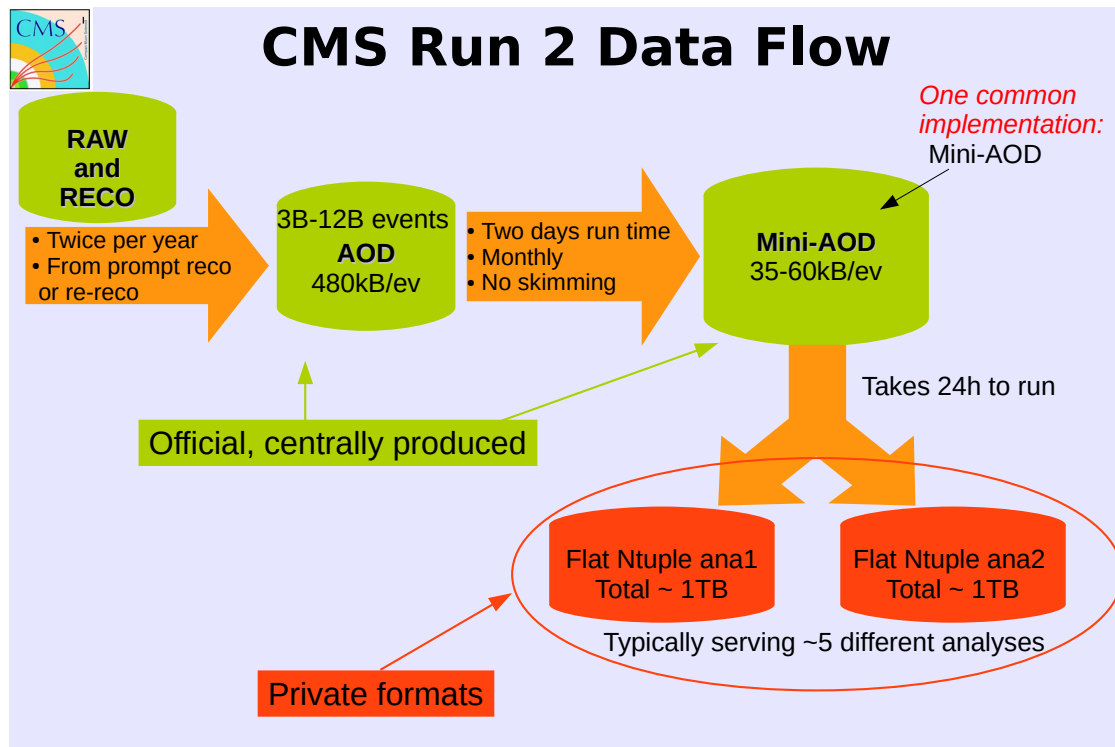 CMS
CMS Run 2 Data Flow
RAW
and
RECO
• Twice per year
• From prompt reco
or re-reco
3B-12B events
AOD
480kB/ev
• Two days run time
• Monthly
• No skimming
One common
implementation:
Mini-AOD
Mini-AOD
35-60kB/ev
Takes 24h to run
Official, centrally produced
Flat Ntuple ana1
Total ~ 1TB
Flat Ntuple ana2
Total ~ 1TB
Typically serving ~5 different analyses
Private formats